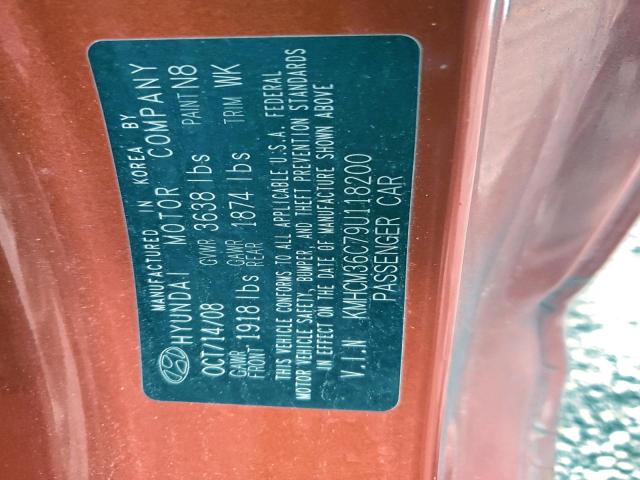 MANUFACTURED IN KOREA BY
HYUNDAI MOTOR COMPANY
OCT/14/08 GVWR 3638 lbs PAINT N8
GAWR FRONT 1918 lbs GAWR REAR 1874 lbs TRIM WK
THIS VEHICLE CONFORMS TO ALL APPLICABLE U.S.A. FEDERAL
MOTOR VEHICLE SAFETY, BUMPER, AND THEFT PREVENTION STANDARDS
IN EFFECT ON THE DATE OF MANUFACTURE SHOWN ABOVE
V.I.N KMHCM36C79U118200
PASSENGER CAR